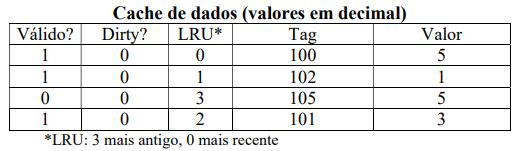 Cache de dados (valores em decimal)
Válido? Dirty? LRU* Tag Valor
1 0 0 100 5
1 0 1 102 1
0 0 3 105 5
1 0 2 101 3
*LRU: 3 mais antigo, 0 mais recente